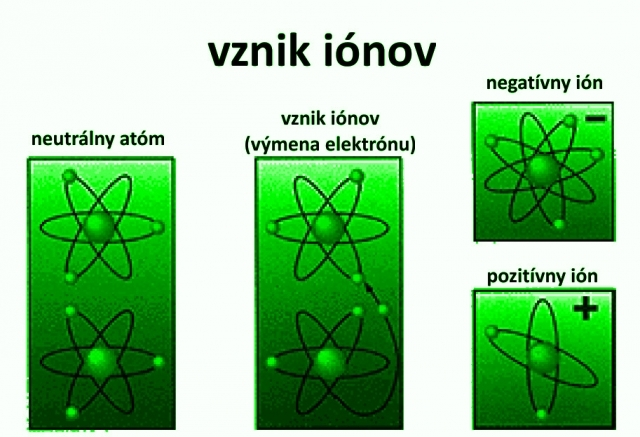 vznik iónov
neutrálny atóm
vznik iónov
(výmena elektrónu)
negatívny ión
−
pozitívny ión
+